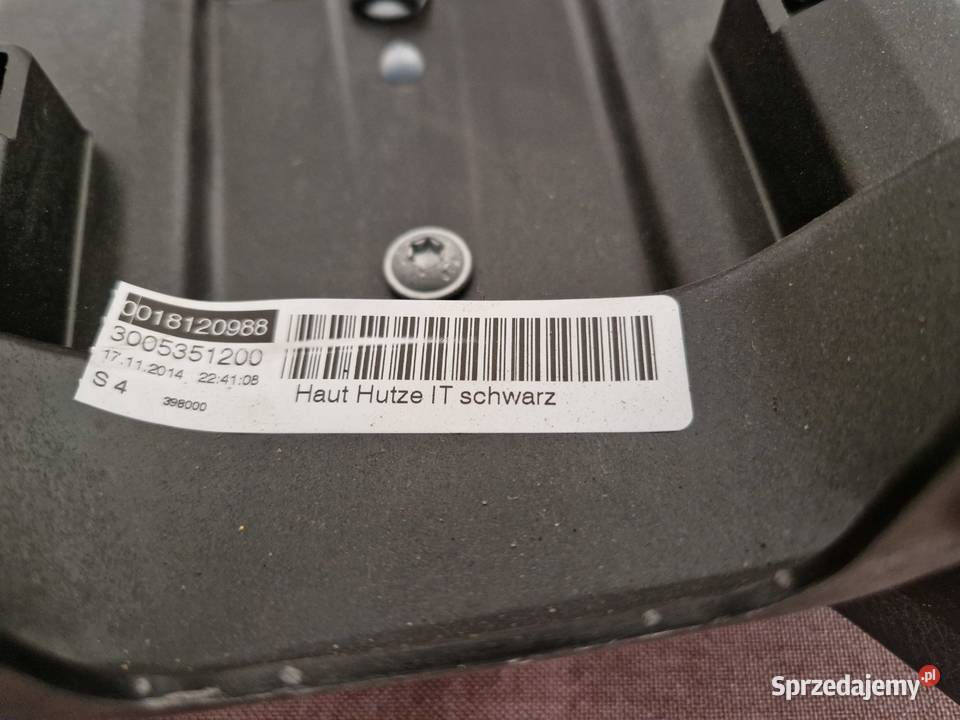 0018120988
3005351200
17.11.2014 22:41:08
S 4
398000
Haut Hutze IT schwarz
Sprzedajemy.pl